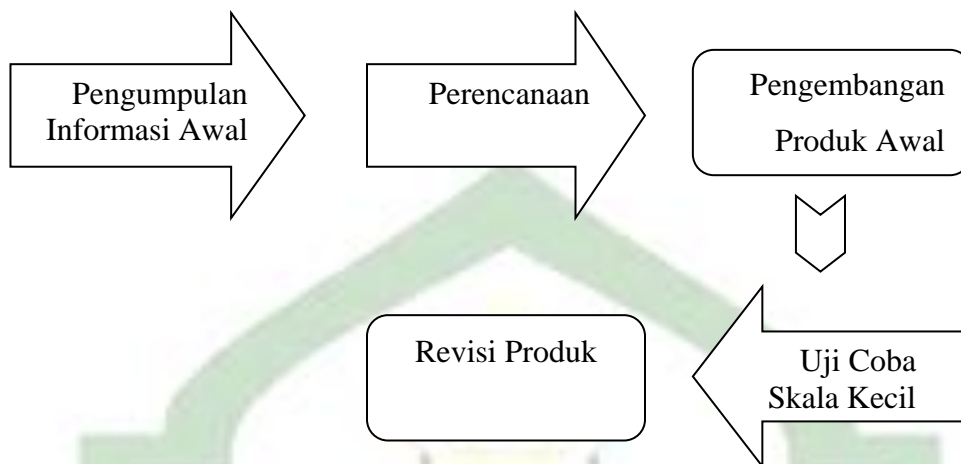 Pengumpulan
Informasi Awal
Perencanaan
Pengembangan
Produk Awal
Uji Coba
Skala Kecil
Revisi Produk